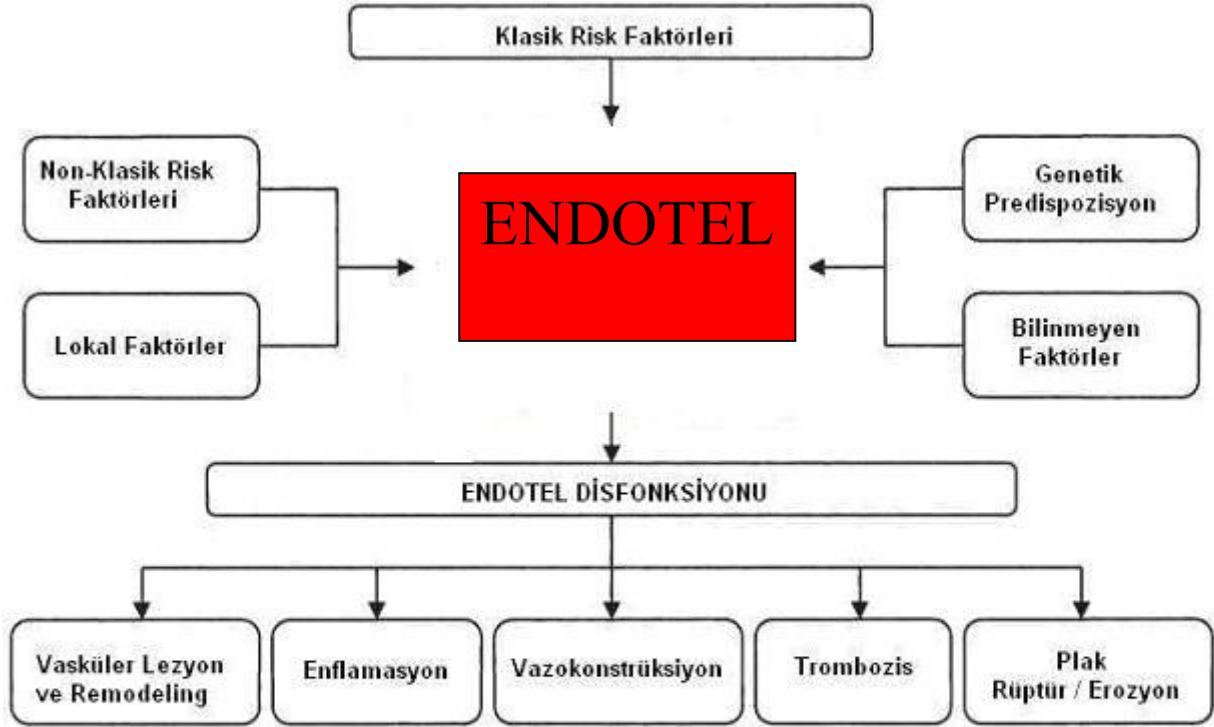 Klasik Risk Faktörleri
Non-Klasik Risk
Faktörleri
Genetik
Predispozisyon
ENDOTEL
Lokal Faktörler
Bilinmeyen
Faktörler
ENDOTEL DİSFONKSİYONU
Vasküler Lezyon
ve Remodeling
Enflamasyon
Vazokonstrüksiyon
Trombozis
Plak
Rüptür / Erozyon